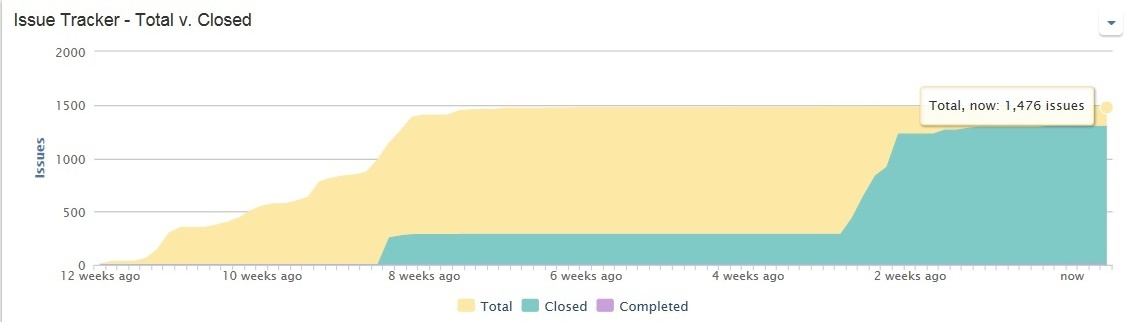 Issue Tracker - Total v. Closed
2000
1500
Total, now: 1,476 issues
1000
500
0
Issues
12 weeks ago 10 weeks ago 8 weeks ago 6 weeks ago 4 weeks ago 2 weeks ago now
Total Closed Completed